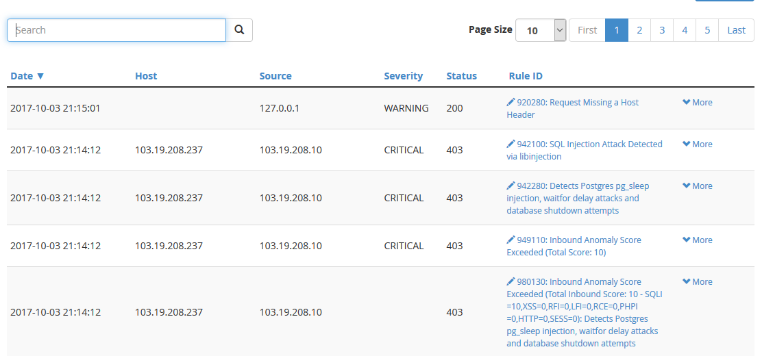 Search Page Size 10 First 1 2 3 4 5 Last
Date ▼ Host Source Severity Status Rule ID
2017-10-03 21:15:01 127.0.0.1 WARNING 200 920280: Request Missing a Host More
Header
2017-10-03 21:14:12 103.19.208.237 103.19.208.10 CRITICAL 403 942100: SQL Injection Attack Detected More
via libinjection
2017-10-03 21:14:12 103.19.208.237 103.19.208.10 CRITICAL 403 942280: Detects Postgres pg_sleep More
injection, waitfor delay attacks and
database shutdown attempts
2017-10-03 21:14:12 103.19.208.237 103.19.208.10 CRITICAL 403 949110: Inbound Anomaly Score More
Exceeded (Total Score: 10)
2017-10-03 21:14:12 103.19.208.237 103.19.208.10 403 980130: Inbound Anomaly Score More
Exceeded (Total Inbound Score: 10 - SQLI
=10,XSS=0,RFI=0,LFI=0,RCE=0,PHPI
=0,HTTP=0,SESS=0): Detects Postgres
pg_sleep injection, waitfor delay attacks
and database shutdown attempts